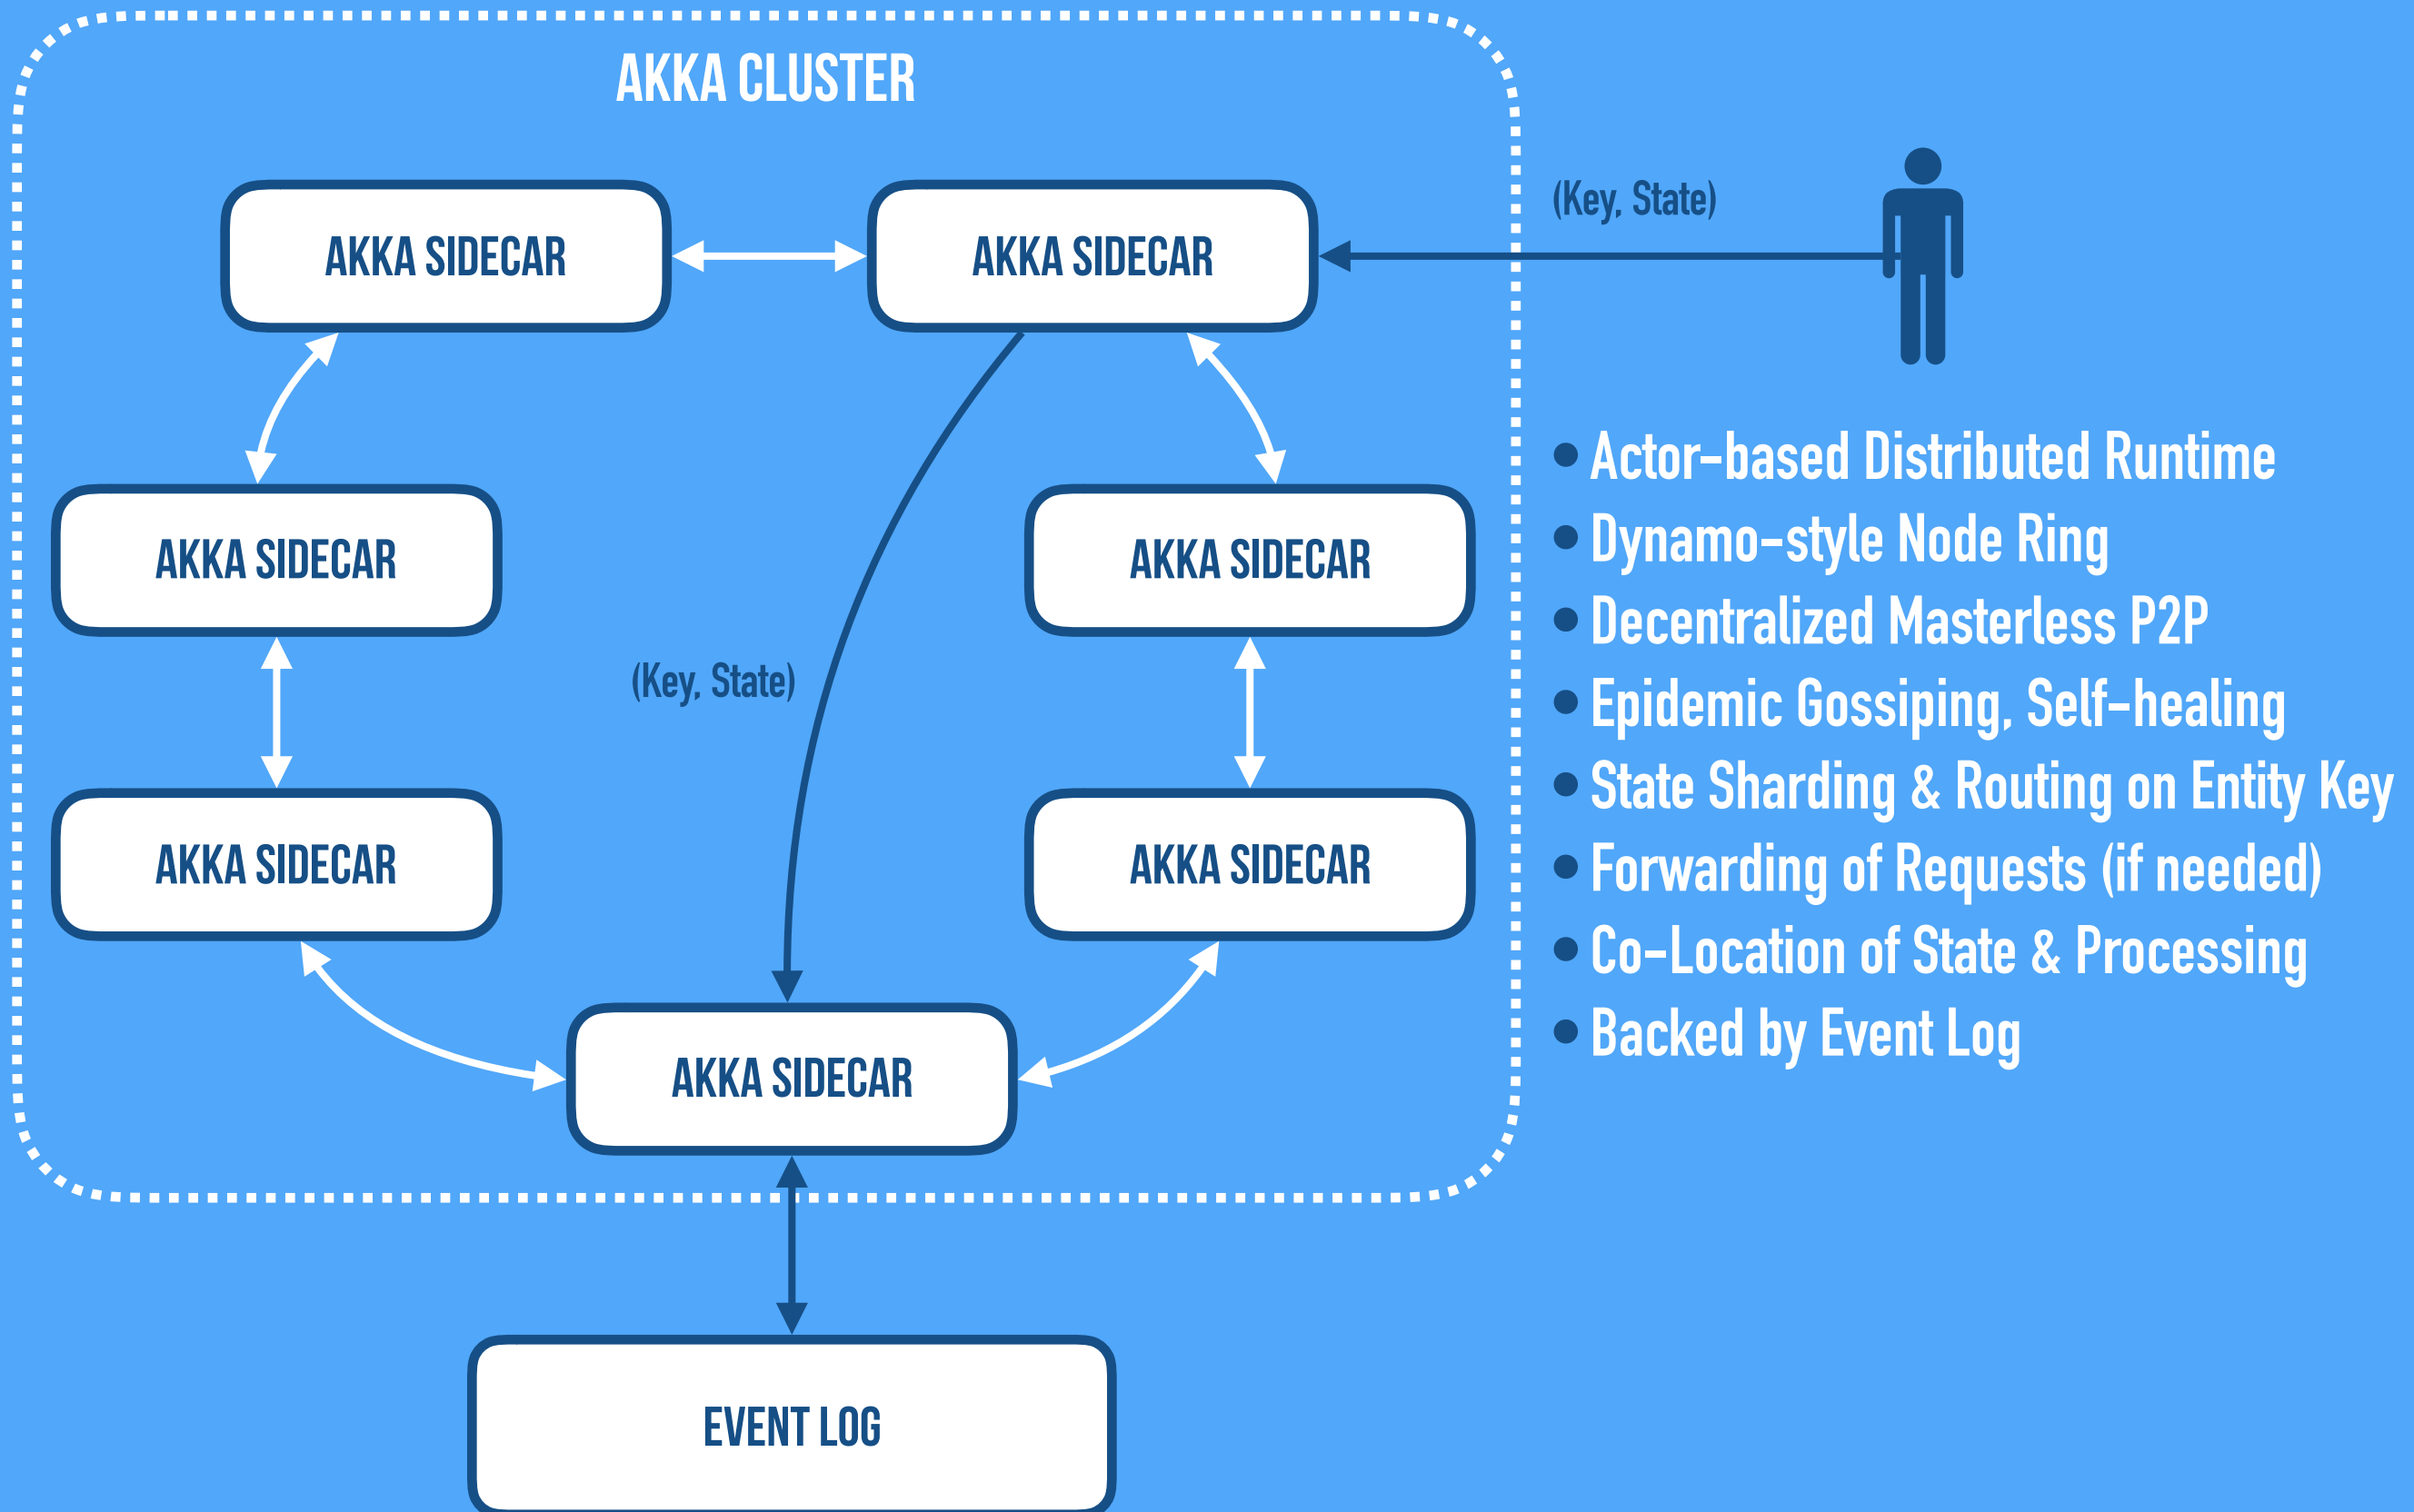 AKKA CLUSTER
AKKA SIDECAR
AKKA SIDECAR
(Key, State)
AKKA SIDECAR
AKKA SIDECAR
(Key, State)
AKKA SIDECAR
AKKA SIDECAR
AKKA SIDECAR
EVENT LOG
• Actor-based Distributed Runtime
• Dynamo-style Node Ring
• Decentralized Masterless P2P
• Epidemic Gossiping, Self-healing
• State Sharding & Routing on Entity Key
• Forwarding of Requests (if needed)
• Co-Location of State & Processing
• Backed by Event Log